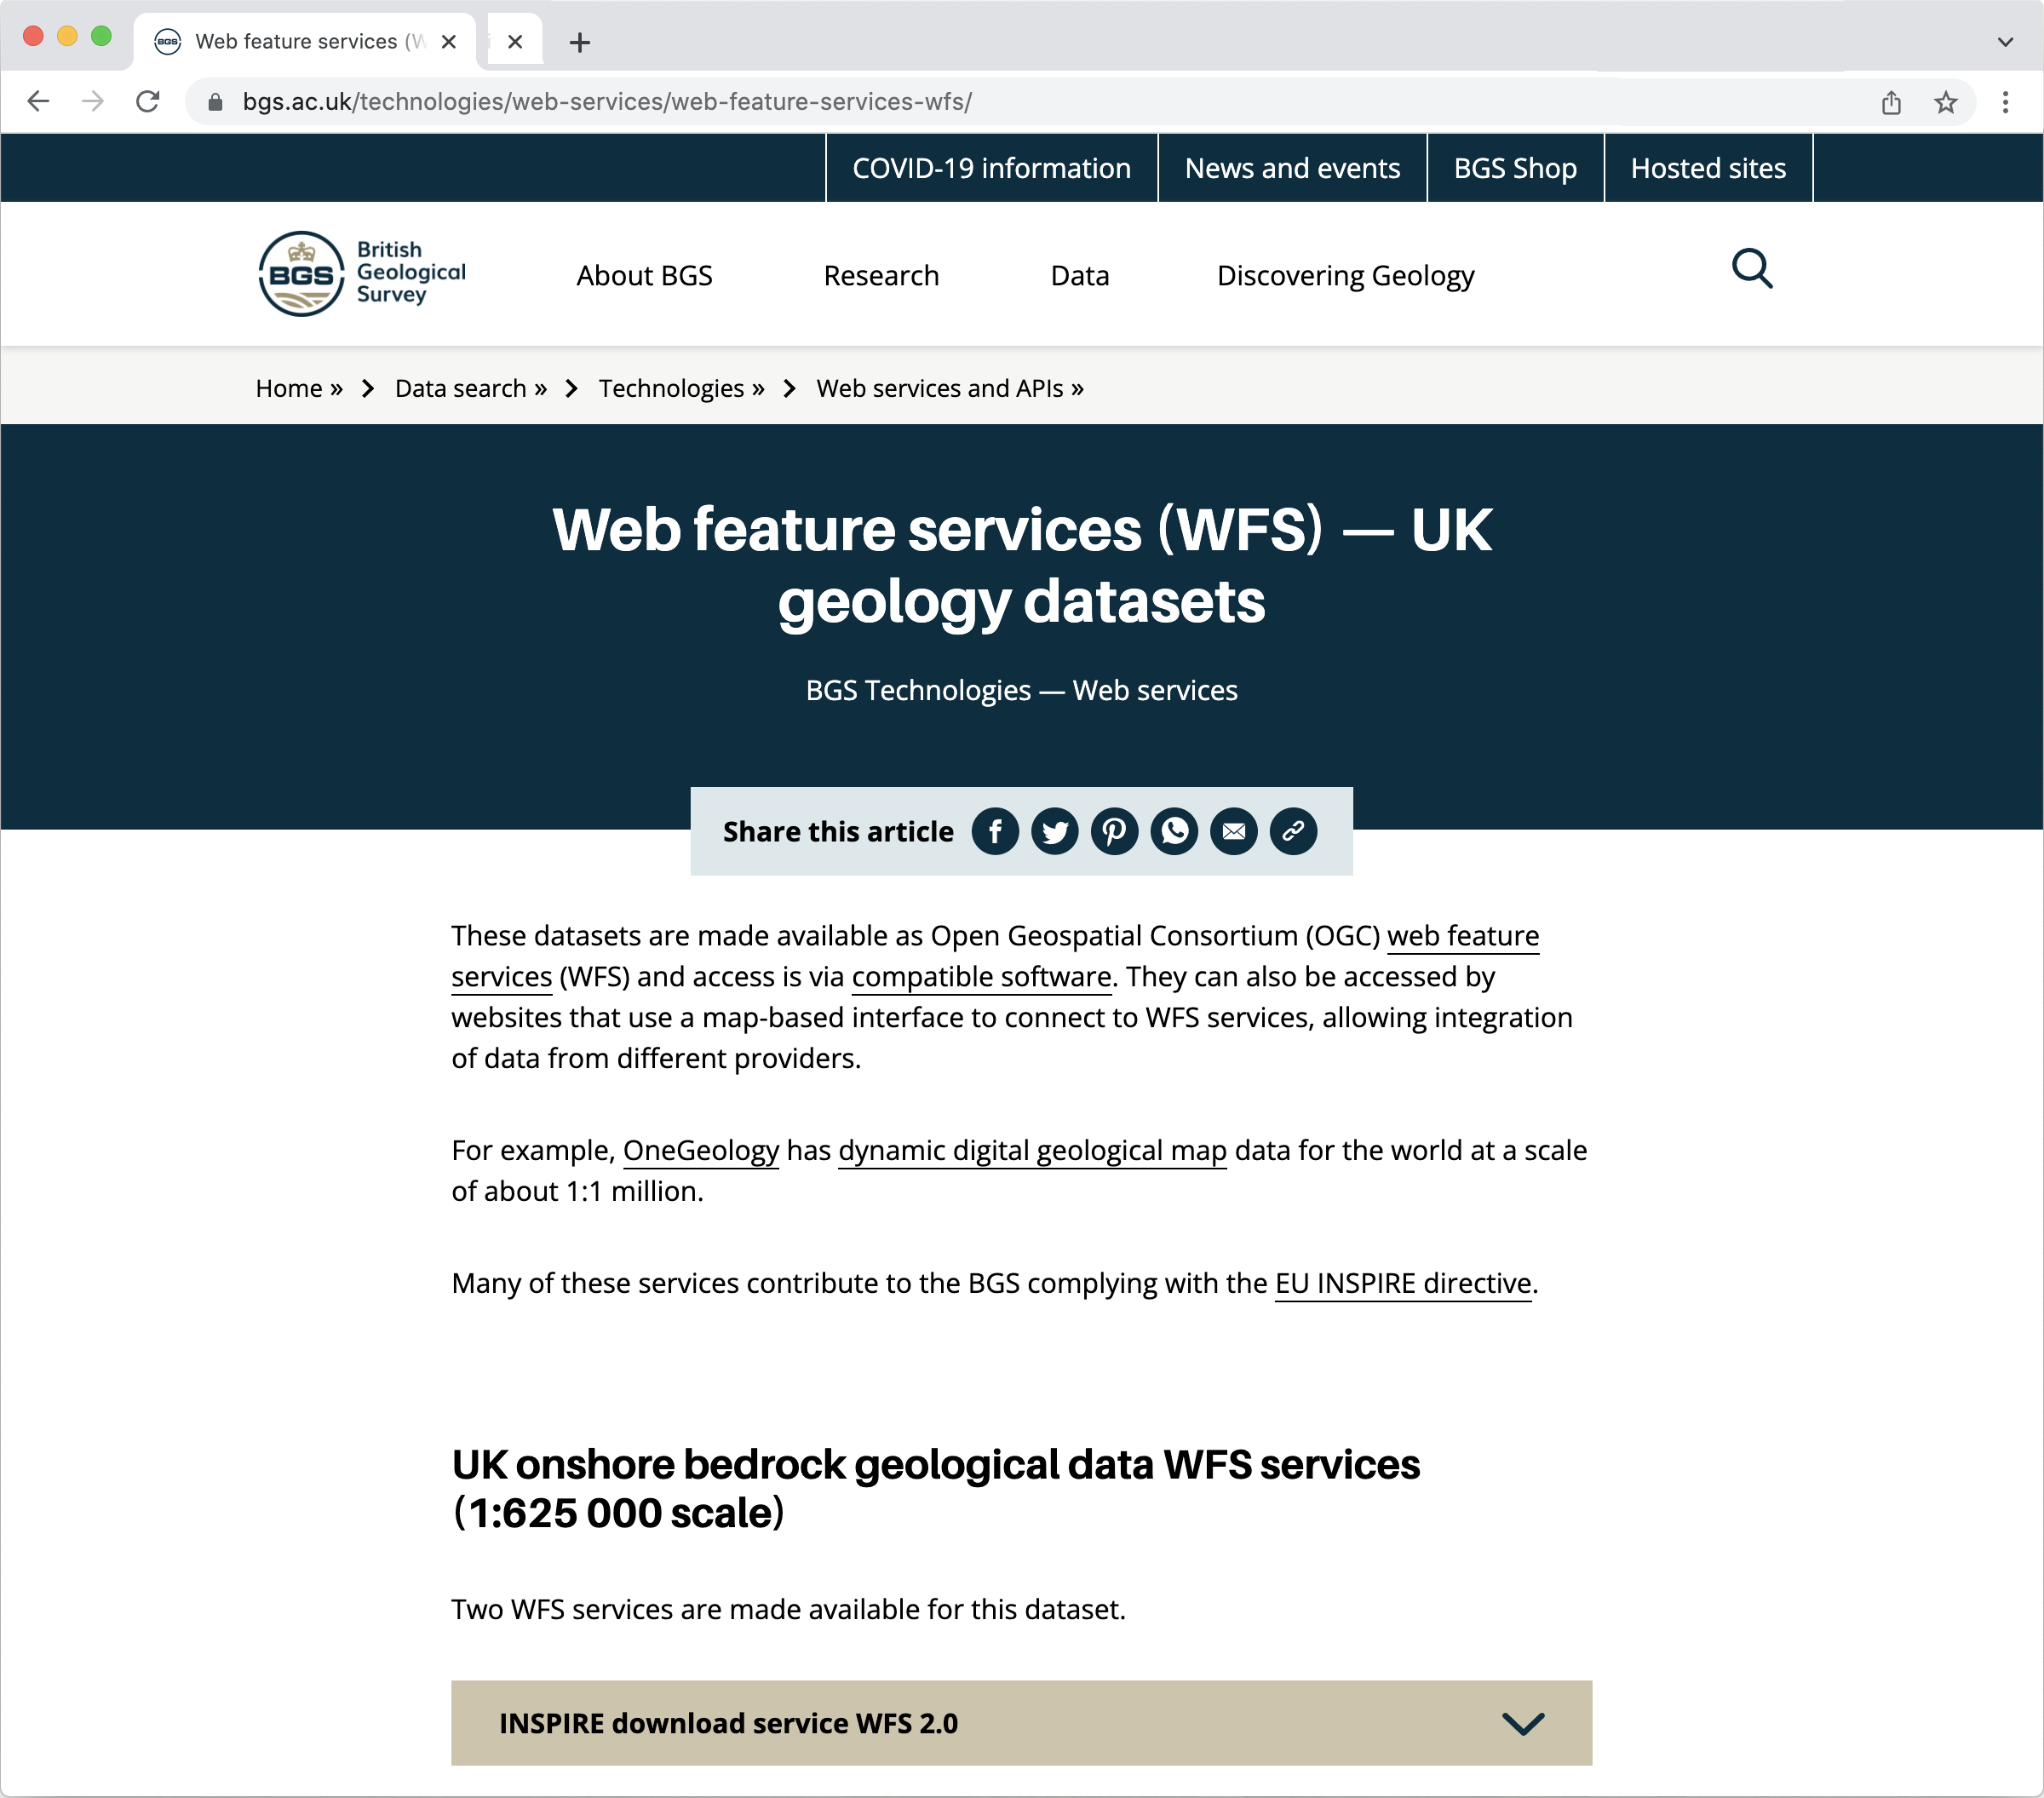 Web feature services (W
bgs.ac.uk/technologies/web-services/web-feature-services-wfs/
COVID-19 information
News and events
BGS Shop
Hosted sites
BGS
British
Geological
Survey
About BGS
Research
Data
Discovering Geology
Home » Data search » Technologies » Web services and APIs »
Web feature services (WFS) — UK
geology datasets
BGS Technologies — Web services
Share this article
These datasets are made available as Open Geospatial Consortium (OGC) web feature
services (WFS) and access is via compatible software. They can also be accessed by
websites that use a map-based interface to connect to WFS services, allowing integration
of data from different providers.
For example, OneGeology has dynamic digital geological map data for the world at a scale
of about 1:1 million.
Many of these services contribute to the BGS complying with the EU INSPIRE directive.
UK onshore bedrock geological data WFS services
(1:625 000 scale)
Two WFS services are made available for this dataset.
INSPIRE download service WFS 2.0